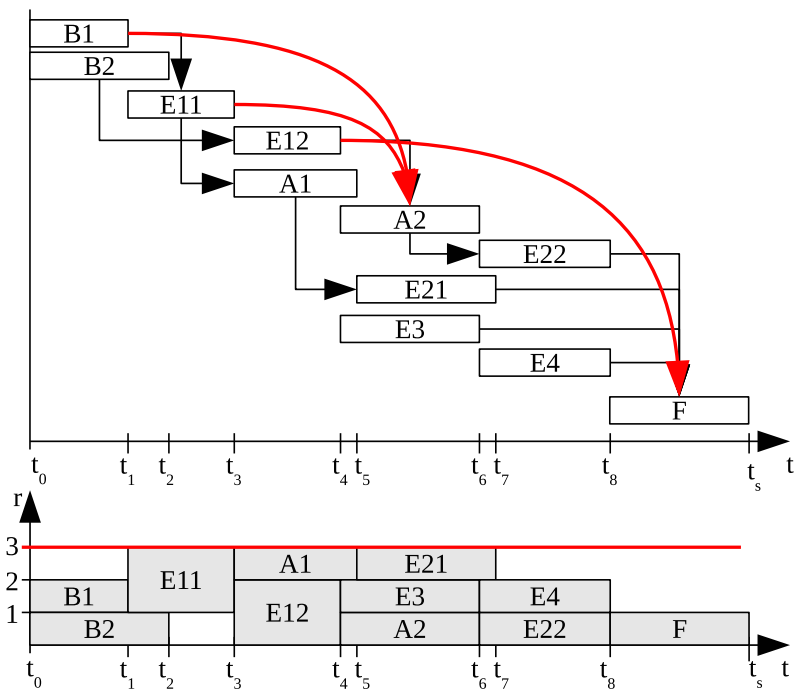 B1
B2
E11
E12
A1
A2
E22
E21
E3
E4
F
t0 t1 t2 t3 t4 t5 t6 t7 t8 ts t
r
3 A1 E21
E11
2 B1 E3 E4
E12
1 B2 A2 E22 F
t0 t1 t2 t3 t4 t5 t6 t7 t8 ts t